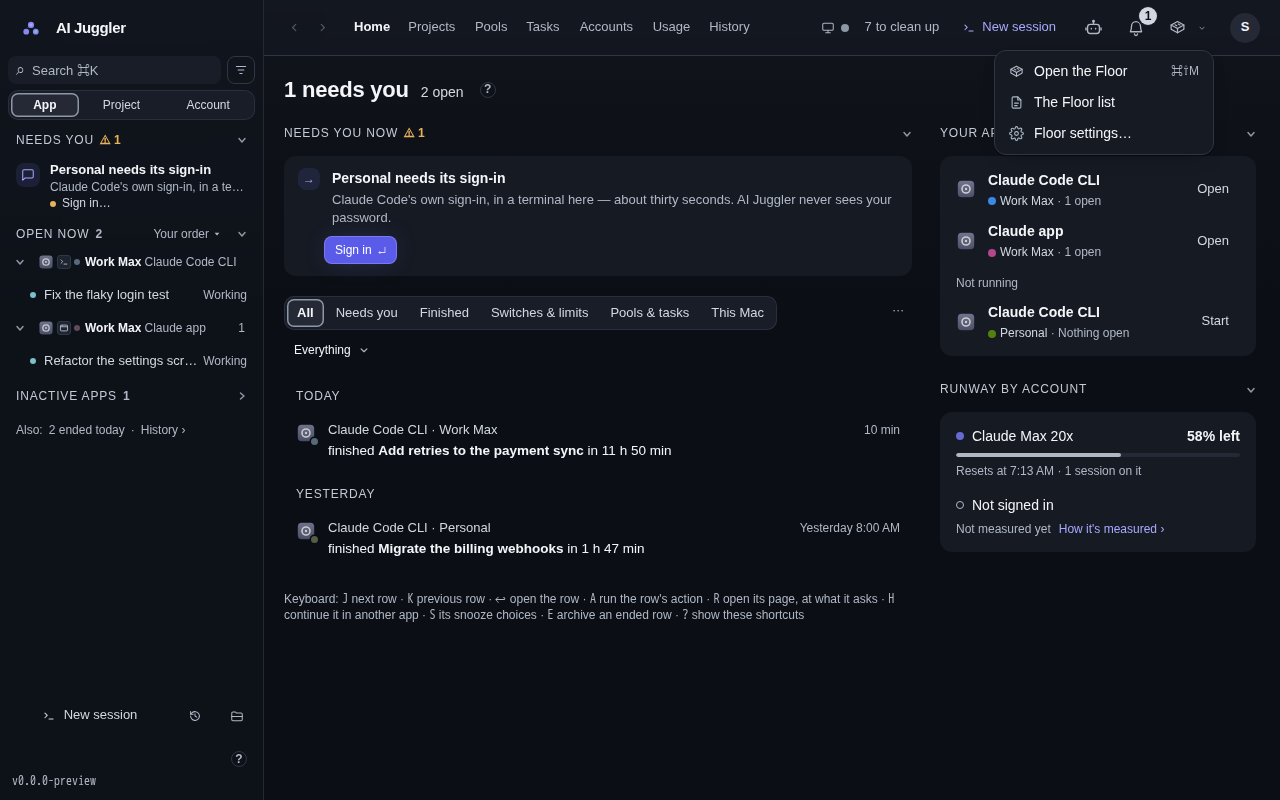 AI Juggler
Search ⌘K
App Project Account
NEEDS YOU 1
Personal needs its sign-in
Claude Code's own sign-in, in a te…
Sign in…
OPEN NOW 2 Your order
Work Max Claude Code CLI
Fix the flaky login test Working
Work Max Claude app 1
Refactor the settings scr… Working
INACTIVE APPS 1
Also: 2 ended today · History ›
New session
?
v0.0.0-preview
Home Projects Pools Tasks Accounts Usage History
7 to clean up
New session
1
S
Open the Floor ⌘⇧M
The Floor list
Floor settings…
1 needs you 2 open ?
NEEDS YOU NOW 1
Personal needs its sign-in
Claude Code's own sign-in, in a terminal here — about thirty seconds. AI Juggler never sees your
password.
Sign in
All Needs you Finished Switches & limits Pools & tasks This Mac
Everything
TODAY
Claude Code CLI · Work Max 10 min
finished Add retries to the payment sync in 11 h 50 min
YESTERDAY
Claude Code CLI · Personal Yesterday 8:00 AM
finished Migrate the billing webhooks in 1 h 47 min
Keyboard: J next row · K previous row · ↩ open the row · A run the row's action · R open its page, at what it asks · H
continue it in another app · S its snooze choices · E archive an ended row · ? show these shortcuts
Claude Code CLI Open
Work Max · 1 open
Claude app Open
Work Max · 1 open
Not running
Claude Code CLI Start
Personal · Nothing open
RUNWAY BY ACCOUNT
Claude Max 20x 58% left
Resets at 7:13 AM · 1 session on it
Not signed in
Not measured yet How it's measured ›